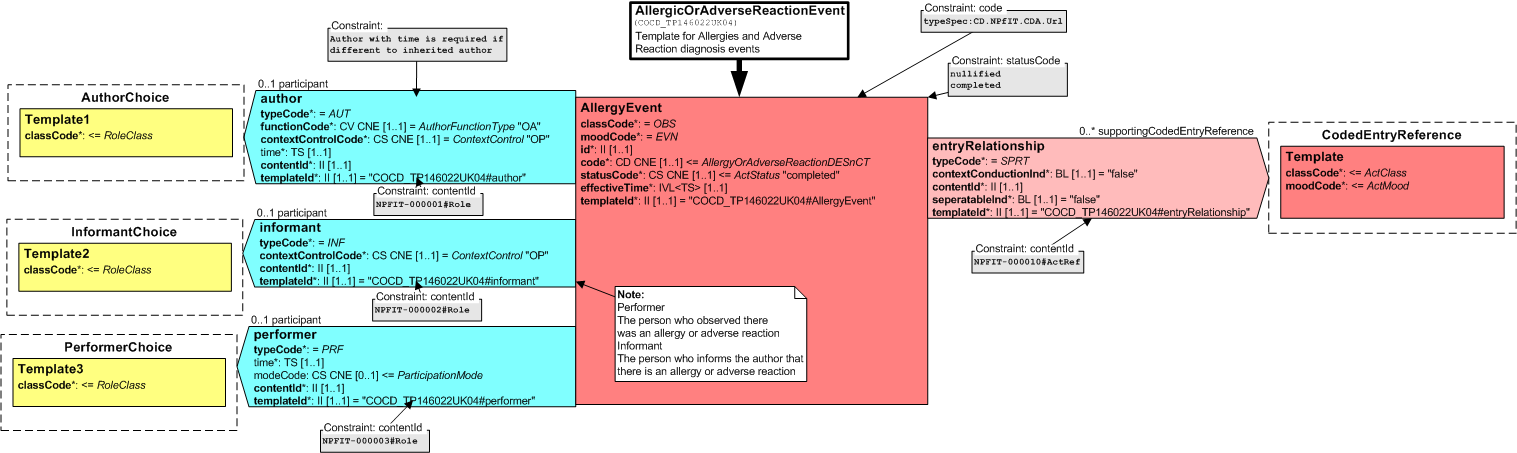 AllergicOrAdverseReactionEvent
(COCD_TP146022UK04)
Template for Allergies and Adverse
Reaction diagnosis events
Constraint:
Author with time is required if
different to inherited author
Constraint: code
typeSpec:CD.NPfIT.CDA.Url
Constraint: statusCode
nullified
completed
AuthorChoice
Template1
classCode*: <= RoleClass
0..1 participant
author
typeCode*: = AUT
functionCode*: CV CNE [1..1] = AuthorFunctionType "OA"
contextControlCode*: CS CNE [1..1] = ContextControl "OP"
time*: TS [1..1]
contentId*: II [1..1]
templateId*: II [1..1] = "COCD_TP146022UK04#author"
Constraint: contentId
NPFIT-000001#Role
InformantChoice
Template2
classCode*: <= RoleClass
0..1 participant
informant
typeCode*: = INF
contextControlCode*: CS CNE [1..1] = ContextControl "OP"
contentId*: II [1..1]
templateId*: II [1..1] = "COCD_TP146022UK04#informant"
Constraint: contentId
NPFIT-000002#Role
PerformerChoice
Template3
classCode*: <= RoleClass
0..1 participant
performer
typeCode*: = PRF
time*: TS [1..1]
modeCode: CS CNE [0..1] <= ParticipationMode
contentId*: II [1..1]
templateId*: II [1..1] = "COCD_TP146022UK04#performer"
Constraint: contentId
NPFIT-000003#Role
AllergyEvent
classCode*: = OBS
moodCode*: = EVN
id*: II [1..1]
code*: CD CNE [1..1] <= AllergyOrAdverseReactionDESnCT
statusCode*: CS CNE [1..1] <= ActStatus "completed"
effectiveTime*: IVL<TS> [1..1]
templateId*: II [1..1] = "COCD_TP146022UK04#AllergyEvent"
Note:
Performer
The person who observed there
was an allergy or adverse reaction
Informant
The person who informs the author that
there is an allergy or adverse reaction
0..* supportingCodedEntryReference
entryRelationship
typeCode*: = SPRT
contextConductionInd*: BL [1..1] = "false"
contentId*: II [1..1]
seperatableInd*: BL [1..1] = "false"
templateId*: II [1..1] = "COCD_TP146022UK04#entryRelationship"
Constraint: contentId
NPFIT-000010#ActRef
CodedEntryReference
Template
classCode*: <= ActClass
moodCode*: <= ActMood